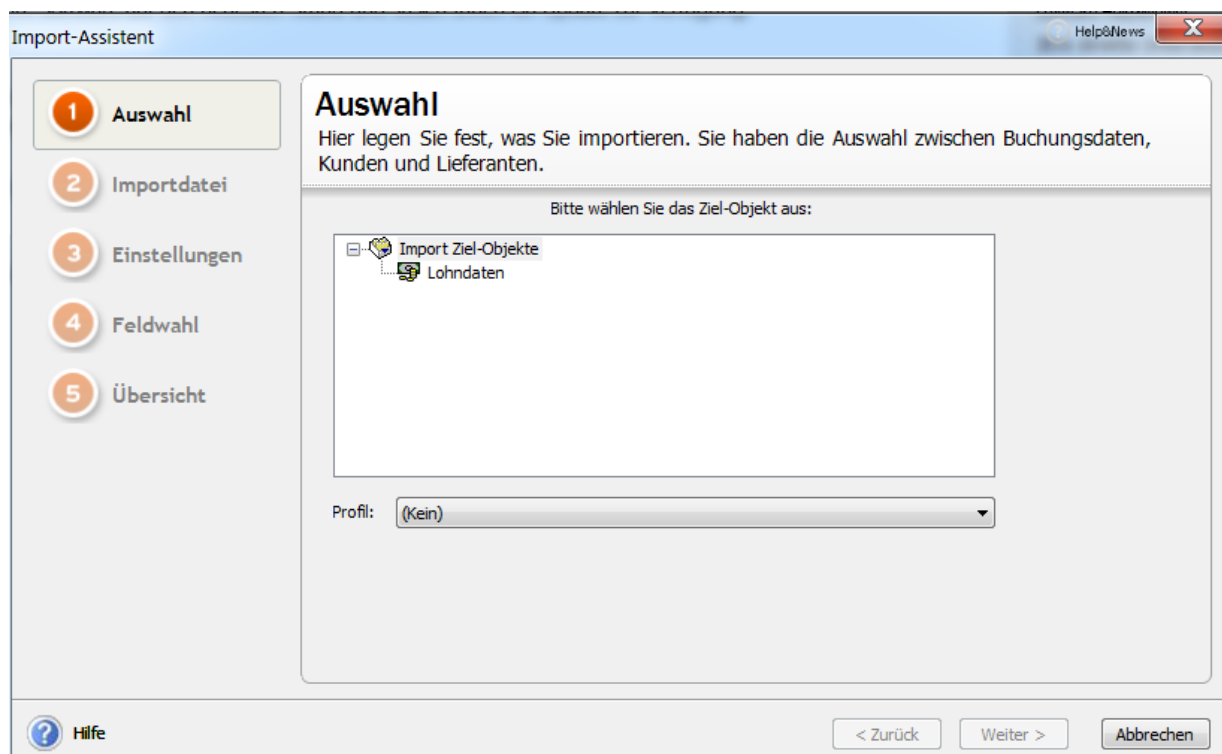 Import-Assistent
Help&News
1 Auswahl
2 Importdatei
3 Einstellungen
4 Feldwahl
5 Übersicht
Auswahl
Hier legen Sie fest, was Sie importieren. Sie haben die Auswahl zwischen Buchungsdaten,
Kunden und Lieferanten.
Bitte wählen Sie das Ziel-Objekt aus:
Import Ziel-Objekte
Lohndaten
Profil: (Kein)
Hilfe
< Zurück
Weiter >
Abbrechen